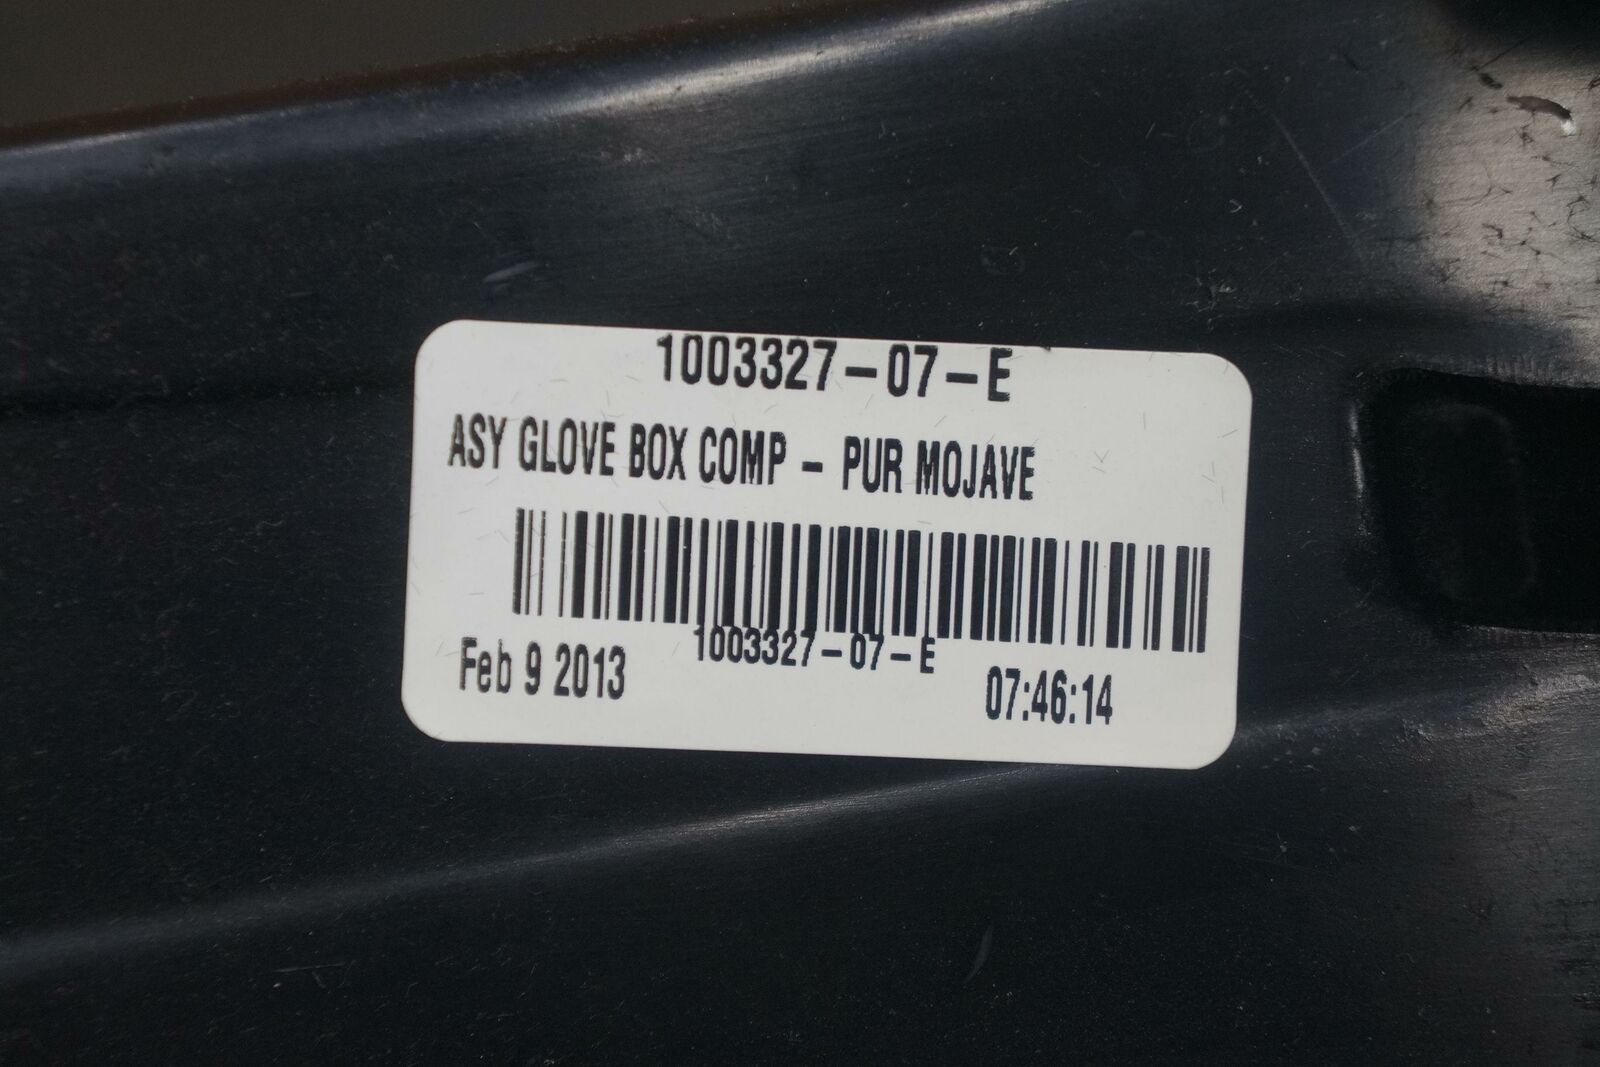 1003327-07-E
ASY GLOVE BOX COMP - PUR MOJAVE
1003327-07-E
Feb 9 2013
07:46:14